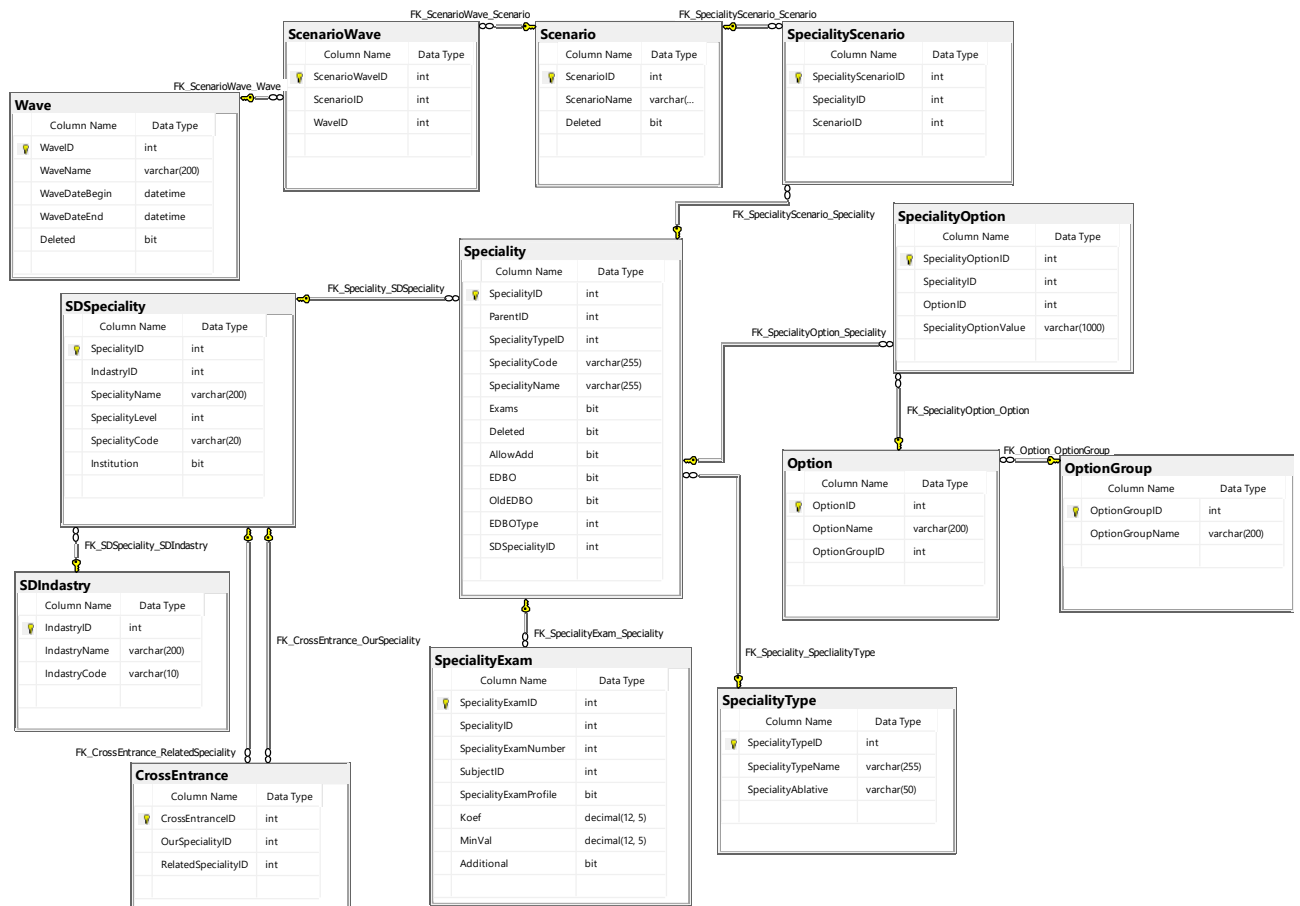 FK_ScenarioWave_Scenario
FK_SpecialityScenario_Scenario
ScenarioWave
Column Name Data Type
ScenarioWaveID int
ScenarioID int
WaveID int
Scenario
Column Name Data Type
ScenarioID int
ScenarioName varchar(...
Deleted bit
SpecialityScenario
Column Name Data Type
SpecialityScenarioID int
SpecialityID int
ScenarioID int
FK_ScenarioWave_Wave
Wave
Column Name Data Type
WaveID int
WaveName varchar(200)
WaveDateBegin datetime
WaveDateEnd datetime
Deleted bit
FK_SpecialityScenario_Speciality
SpecialityOption
Column Name Data Type
SpecialityOptionID int
SpecialityID int
OptionID int
SpecialityOptionValue varchar(1000)
Speciality
Column Name Data Type
SpecialityID int
ParentID int
SpecialityTypeID int
SpecialityCode varchar(255)
SpecialityName varchar(255)
Exams bit
Deleted bit
AllowAdd bit
EDBO bit
OldEDBO bit
EDBOType int
SDSpecialityID int
FK_Speciality_SDSpeciality
SDSpeciality
Column Name Data Type
SpecialityID int
IndastryID int
SpecialityName varchar(200)
SpecialityLevel int
SpecialityCode varchar(20)
Institution bit
FK_SpecialityOption_Speciality
FK_SpecialityOption_Option
FK_Option_OptionGroup
Option
Column Name Data Type
OptionID int
OptionName varchar(200)
OptionGroupID int
OptionGroup
Column Name Data Type
OptionGroupID int
OptionGroupName varchar(200)
FK_SDSpeciality_SDIndastry
SDIndastry
Column Name Data Type
IndastryID int
IndastryName varchar(200)
IndastryCode varchar(10)
FK_CrossEntrance_OurSpeciality
FK_SpecialityExam_Speciality
SpecialityExam
Column Name Data Type
SpecialityExamID int
SpecialityID int
SpecialityExamNumber int
SubjectID int
SpecialityExamProfile bit
Koef decimal(12, 5)
MinVal decimal(12, 5)
Additional bit
FK_Speciality_SpeclialityType
SpecialityType
Column Name Data Type
SpecialityTypeID int
SpecialityTypeName varchar(255)
SpecialityAblative varchar(50)
FK_CrossEntrance_RelatedSpeciality
CrossEntrance
Column Name Data Type
CrossEntranceID int
OurSpecialityID int
RelatedSpecialityID int